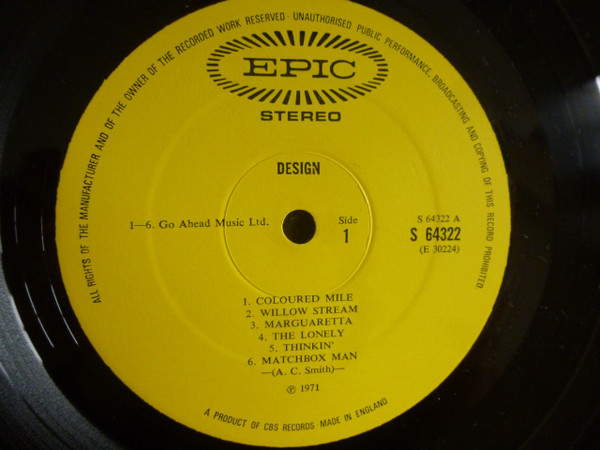 ALL RIGHTS OF THE MANUFACTURER AND OF THE OWNER OF THE RECORDED WORK RESERVED · UNAUTHORISED PUBLIC PERFORMANCE, BROADCASTING AND COPYING OF THIS RECORD PROHIBITED
EPIC
STEREO
DESIGN
1—6. Go Ahead Music Ltd.
Side
1
S 64322 A
S 64322
(E 30224)
1. COLOURED MILE
2. WILLOW STREAM
3. MARGUARETTA
4. THE LONELY
5. THINKIN'
6. MATCHBOX MAN
—(A. C. Smith)—
℗ 1971
A PRODUCT OF CBS RECORDS · MADE IN ENGLAND